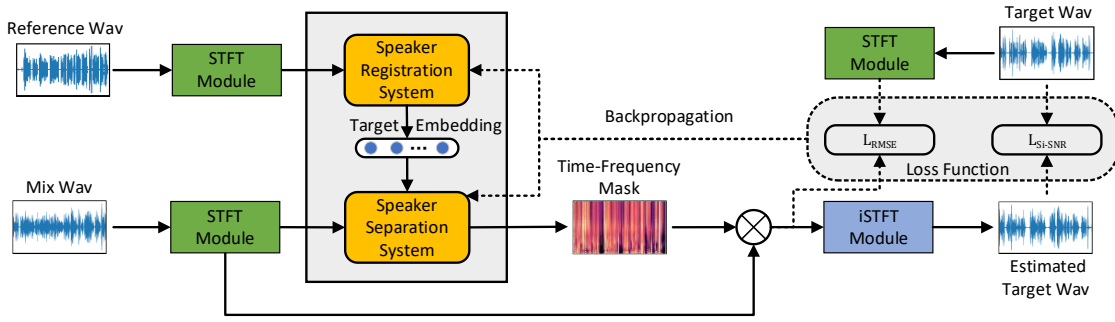 Reference Wav
STFT
Module
Speaker
Registration
System
Target Embedding
Mix Wav
STFT
Module
Speaker
Separation
System
Time-Frequency
Mask
Backpropagation
Target Wav
STFT
Module
L_RMSE
L_Si-SNR
Loss Function
iSTFT
Module
Estimated
Target Wav